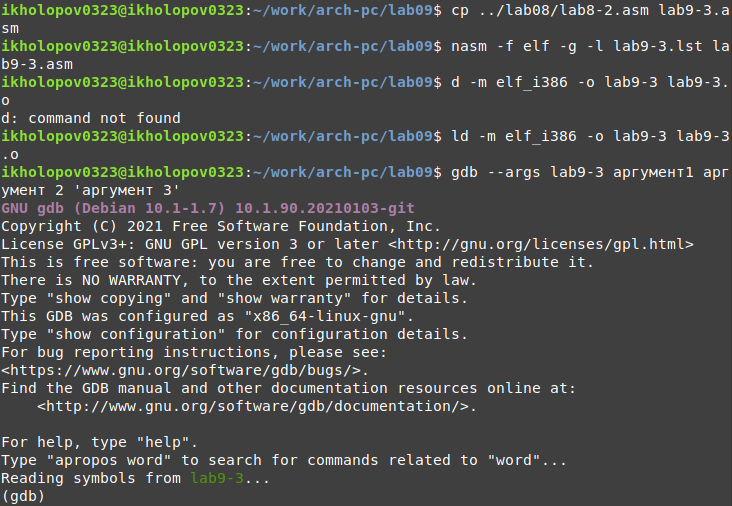 ikholopov0323@ikholopov0323:~/work/arch-pc/lab09$ cp ../lab08/lab8-2.asm lab9-3.a
sm
ikholopov0323@ikholopov0323:~/work/arch-pc/lab09$ nasm -f elf -g -l lab9-3.lst la
b9-3.asm
ikholopov0323@ikholopov0323:~/work/arch-pc/lab09$ d -m elf_i386 -o lab9-3 lab9-3.
o
d: command not found
ikholopov0323@ikholopov0323:~/work/arch-pc/lab09$ ld -m elf_i386 -o lab9-3 lab9-3
.o
ikholopov0323@ikholopov0323:~/work/arch-pc/lab09$ gdb --args lab9-3 аргумент1 арг
умент 2 'аргумент 3'
GNU gdb (Debian 10.1-1.7) 10.1.90.20210103-git
Copyright (C) 2021 Free Software Foundation, Inc.
License GPLv3+: GNU GPL version 3 or later <http://gnu.org/licenses/gpl.html>
This is free software: you are free to change and redistribute it.
There is NO WARRANTY, to the extent permitted by law.
Type "show copying" and "show warranty" for details.
This GDB was configured as "x86_64-linux-gnu".
Type "show configuration" for configuration details.
For bug reporting instructions, please see:
<https://www.gnu.org/software/gdb/bugs/>.
Find the GDB manual and other documentation resources online at:
    <http://www.gnu.org/software/gdb/documentation/>.

For help, type "help".
Type "apropos word" to search for commands related to "word"...
Reading symbols from lab9-3...
(gdb)